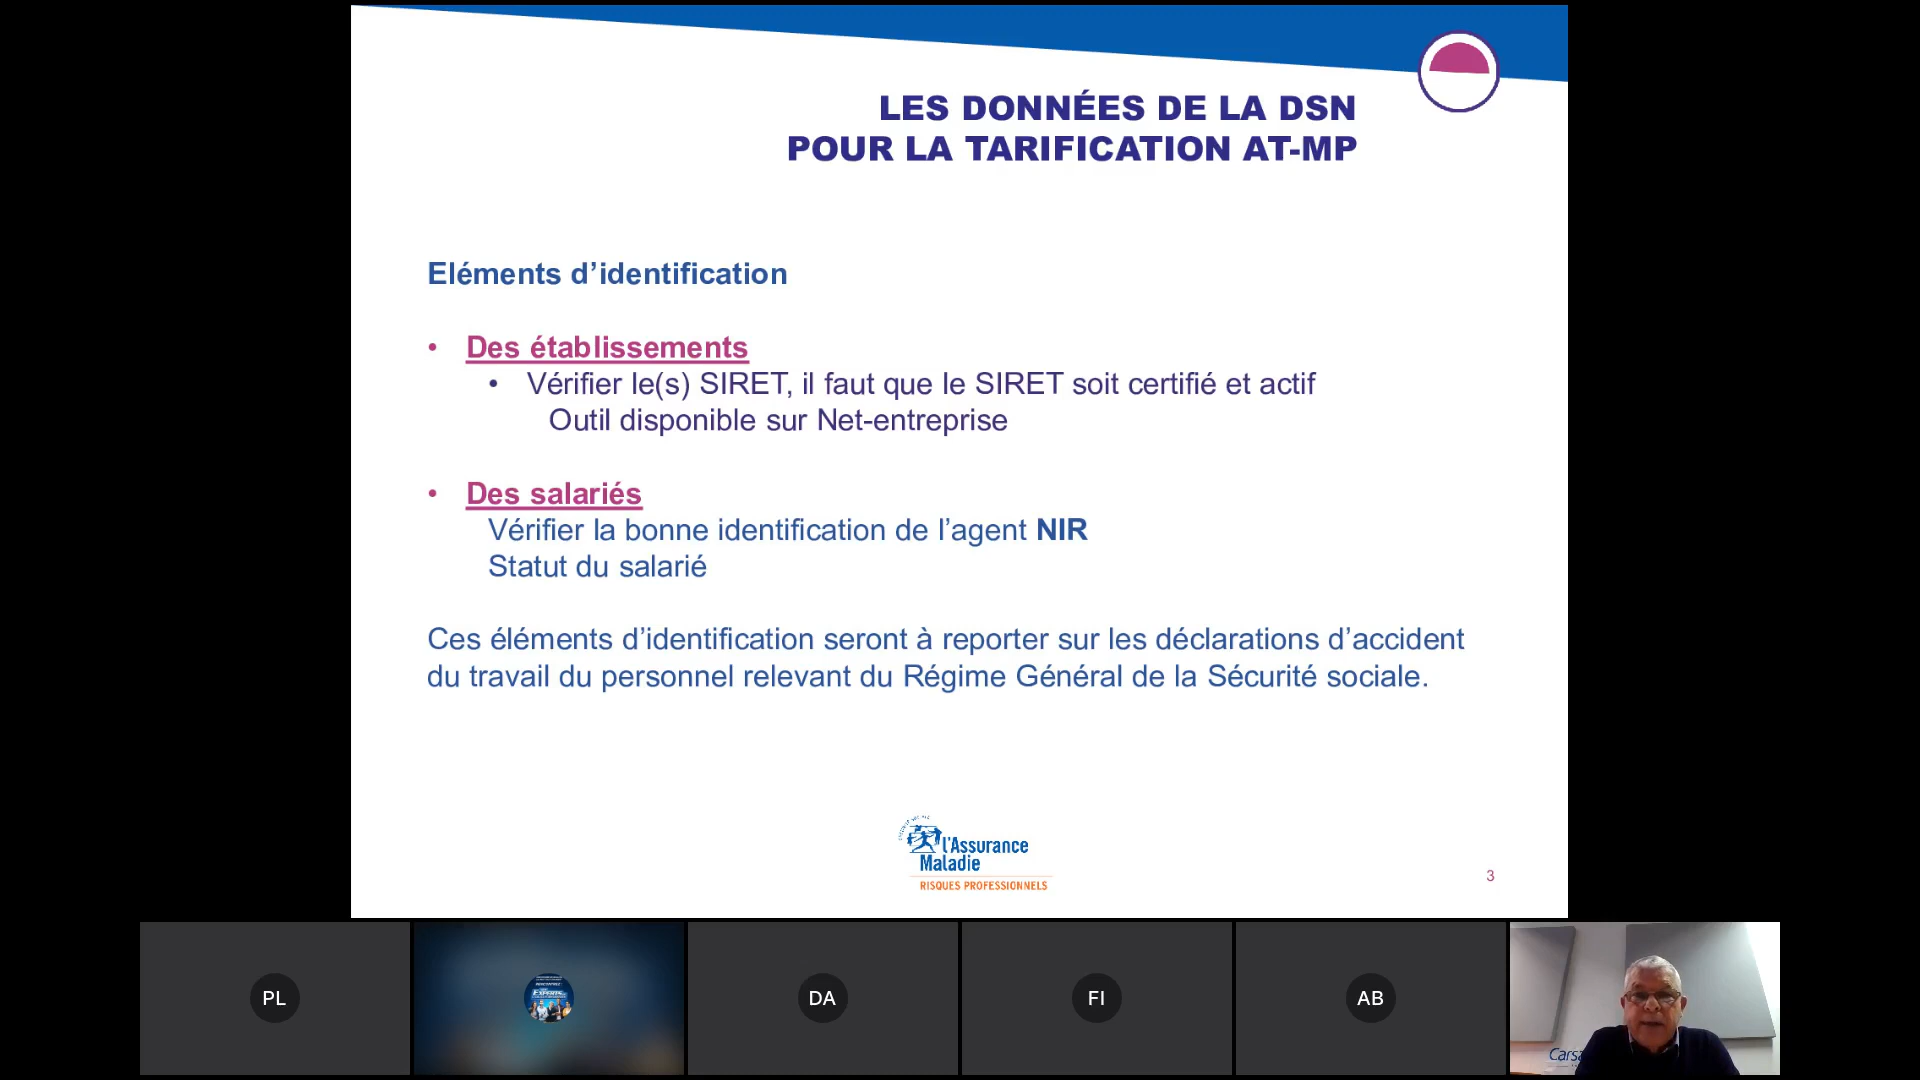 LES DONNÉES DE LA DSN
POUR LA TARIFICATION AT-MP
Eléments d’identification
• Des établissements
• Vérifier le(s) SIRET, il faut que le SIRET soit certifié et actif
Outil disponible sur Net-entreprise
• Des salariés
Vérifier la bonne identification de l’agent NIR
Statut du salarié
Ces éléments d’identification seront à reporter sur les déclarations d’accident
du travail du personnel relevant du Régime Général de la Sécurité sociale.
l’Assurance
Maladie
RISQUES PROFESSIONNELS
3
PL
DA
FI
AB